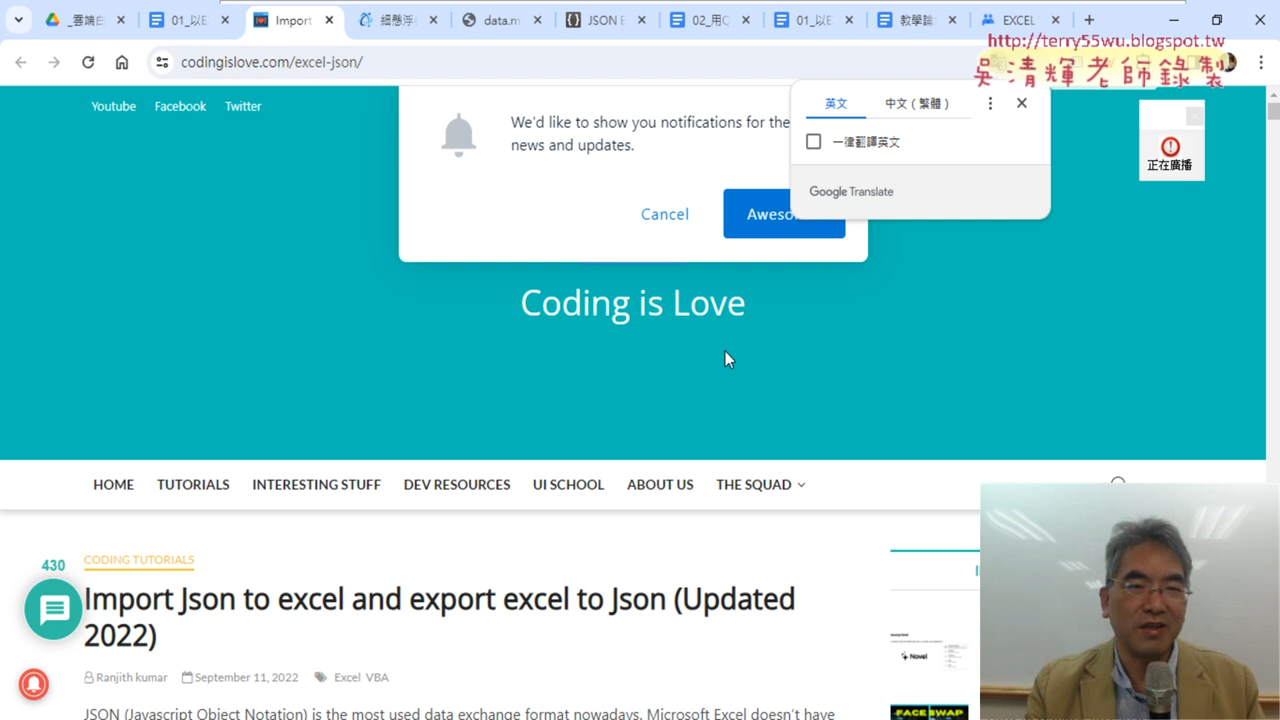 _雲端白
01_以E
Import
細懸浮
data.m
JSON E
02_用Q
01_以E
教學論
EXCEL
http://terry55wu.blogspot.tw
codingislove.com/excel-json/
吳清輝老師錄製
Youtube
Facebook
Twitter
We'd like to show you notifications for the
news and updates.
Cancel
Aweso
英文
中文（繁體）
一律翻譯英文
Google Translate
正在廣播
Coding is Love
HOME
TUTORIALS
INTERESTING STUFF
DEV RESOURCES
UI SCHOOL
ABOUT US
THE SQUAD
430
CODING TUTORIALS
Import Json to excel and export excel to Json (Updated
2022)
Ranjith kumar
September 11, 2022
Excel VBA
JSON (Javascript Object Notation) is the most used data exchange format nowadays. Microsoft Excel doesn't have
Novel
FACE SWAP